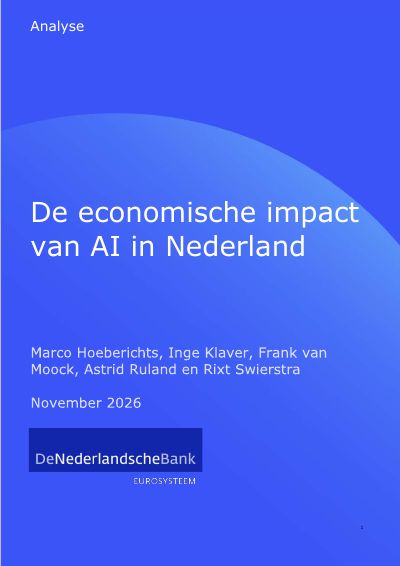 Analyse
De economische impact
van AI in Nederland
Marco Hoeberichts, Inge Klaver, Frank van
Moock, Astrid Ruland en Rixt Swierstra
November 2026
DeNederlandscheBank
EUROSYSTEEM
1